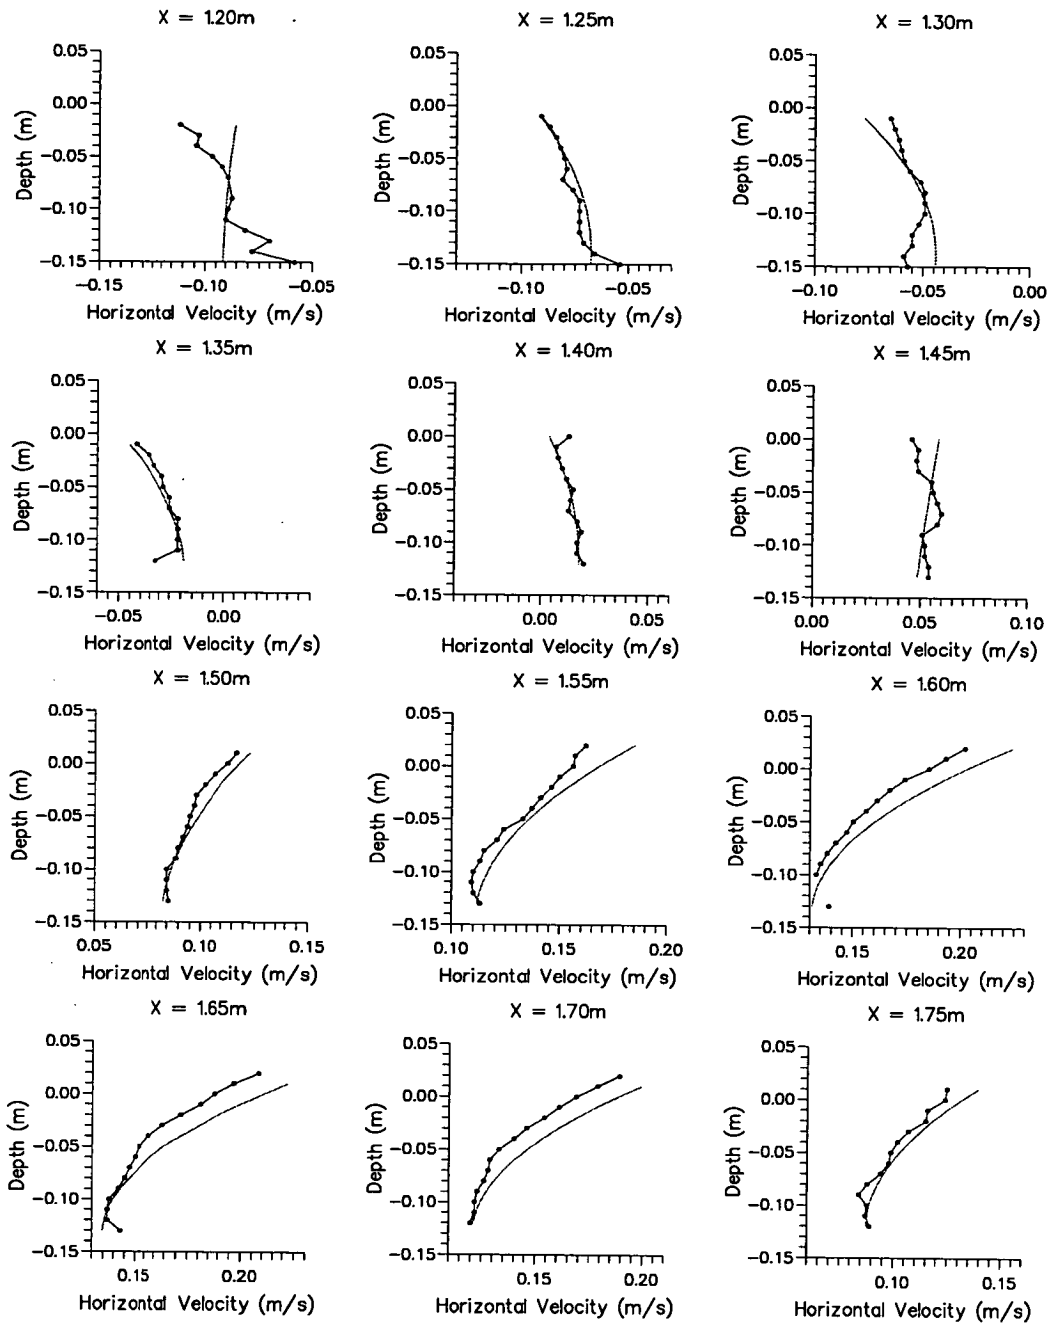 X = 1.20m
X = 1.25m
X = 1.30m
0.05
0.00
−0.05
−0.10
−0.15
Depth (m)
−0.15
−0.10
−0.05
Horizontal Velocity (m/s)
0.05
0.00
−0.05
−0.10
−0.15
Depth (m)
−0.10
−0.05
Horizontal Velocity (m/s)
0.05
0.00
−0.05
−0.10
−0.15
Depth (m)
−0.10
−0.05
0.00
Horizontal Velocity (m/s)
X = 1.35m
X = 1.40m
X = 1.45m
0.05
0.00
−0.05
−0.10
−0.15
Depth (m)
−0.05
0.00
Horizontal Velocity (m/s)
0.05
0.00
−0.05
−0.10
−0.15
Depth (m)
0.00
0.05
Horizontal Velocity (m/s)
0.05
0.00
−0.05
−0.10
−0.15
Depth (m)
0.00
0.05
0.10
Horizontal Velocity (m/s)
X = 1.50m
X = 1.55m
X = 1.60m
0.05
0.00
−0.05
−0.10
−0.15
Depth (m)
0.05
0.10
0.15
Horizontal Velocity (m/s)
0.05
0.00
−0.05
−0.10
−0.15
Depth (m)
0.10
0.15
0.20
Horizontal Velocity (m/s)
0.05
0.00
−0.05
−0.10
−0.15
Depth (m)
0.15
0.20
Horizontal Velocity (m/s)
X = 1.65m
X = 1.70m
X = 1.75m
0.05
0.00
−0.05
−0.10
−0.15
Depth (m)
0.15
0.20
Horizontal Velocity (m/s)
0.05
0.00
−0.05
−0.10
−0.15
Depth (m)
0.15
0.20
Horizontal Velocity (m/s)
0.05
0.00
−0.05
−0.10
−0.15
Depth (m)
0.10
0.15
Horizontal Velocity (m/s)